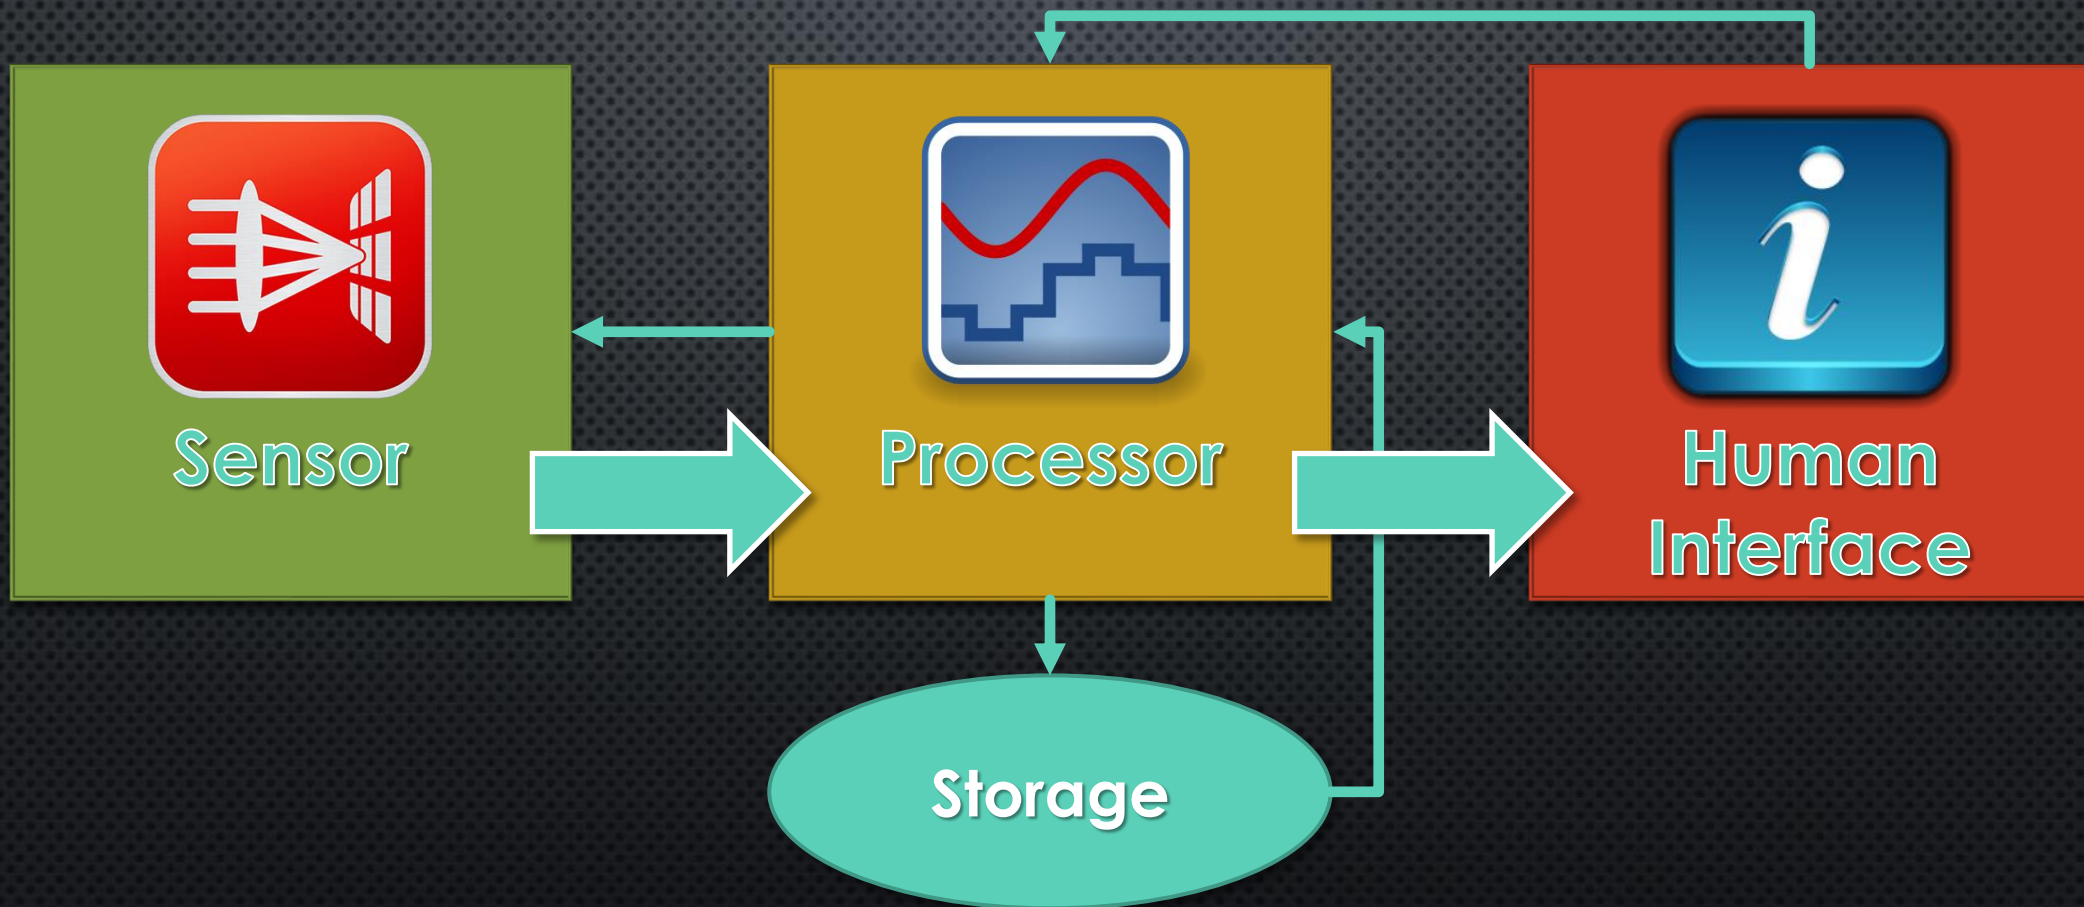 Sensor
Processor
Human
Interface
Storage